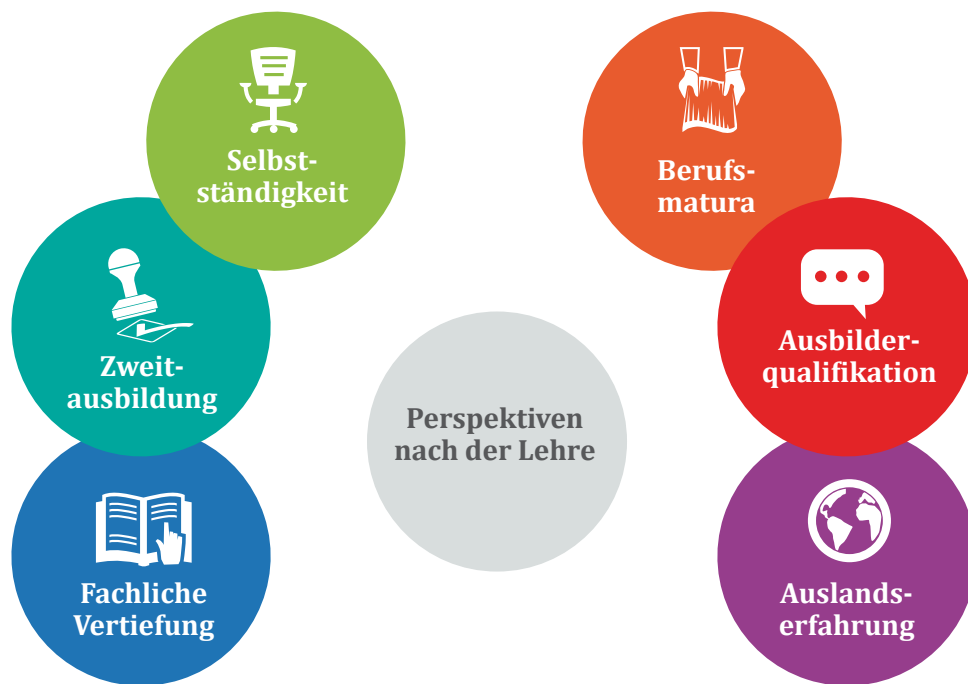 Selbst-
ständigkeit
Berufs-
matura
Zweit-
ausbildung
Ausbilder-
qualifikation
Perspektiven
nach der Lehre
Fachliche
Vertiefung
Auslands-
erfahrung